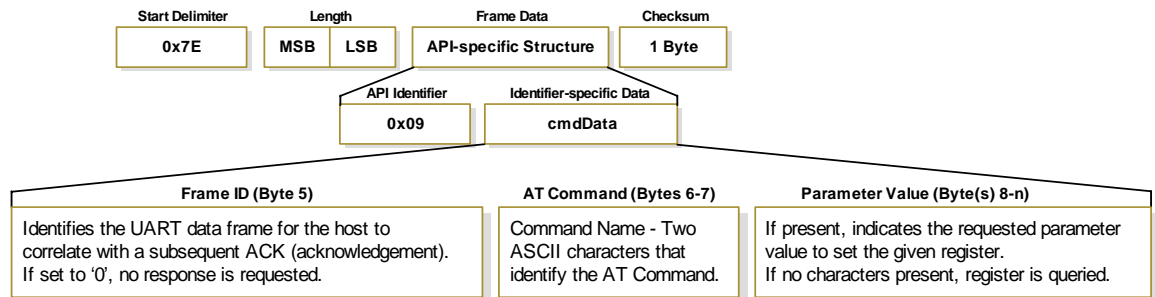 Start Delimiter
Length
Frame Data
Checksum
0x7E
MSB
LSB
API-specific Structure
1 Byte
API Identifier
Identifier-specific Data
0x09
cmdData
Frame ID (Byte 5)
Identifies the UART data frame for the host to
correlate with a subsequent ACK (acknowledgement).
If set to ‘0’, no response is requested.
AT Command (Bytes 6-7)
Command Name - Two
ASCII characters that
identify the AT Command.
Parameter Value (Byte(s) 8-n)
If present, indicates the requested parameter
value to set the given register.
If no characters present, register is queried.